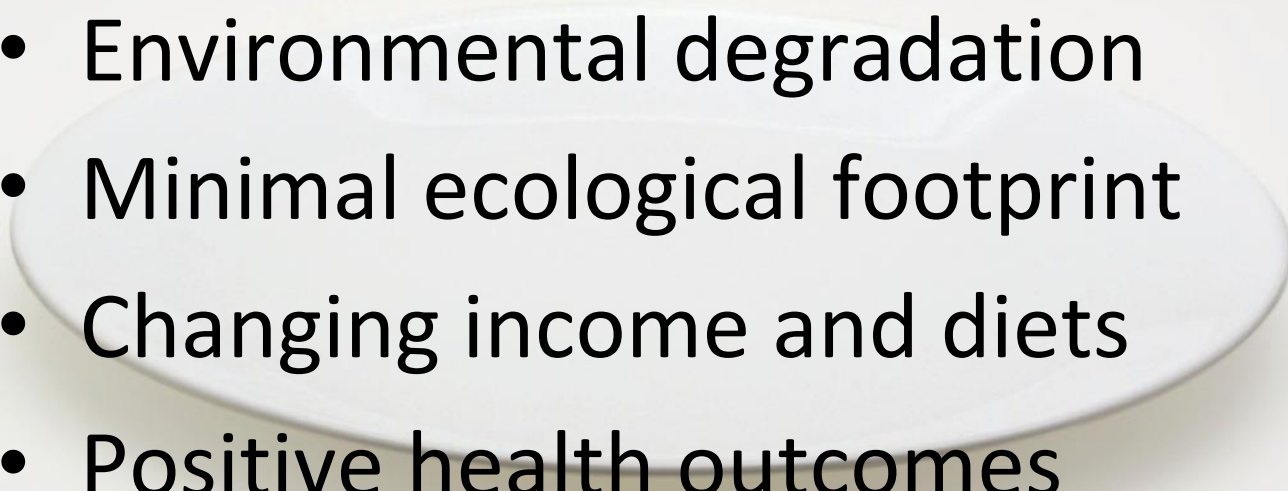 • Environmental degradation
• Minimal ecological footprint
• Changing income and diets
• Positive health outcomes